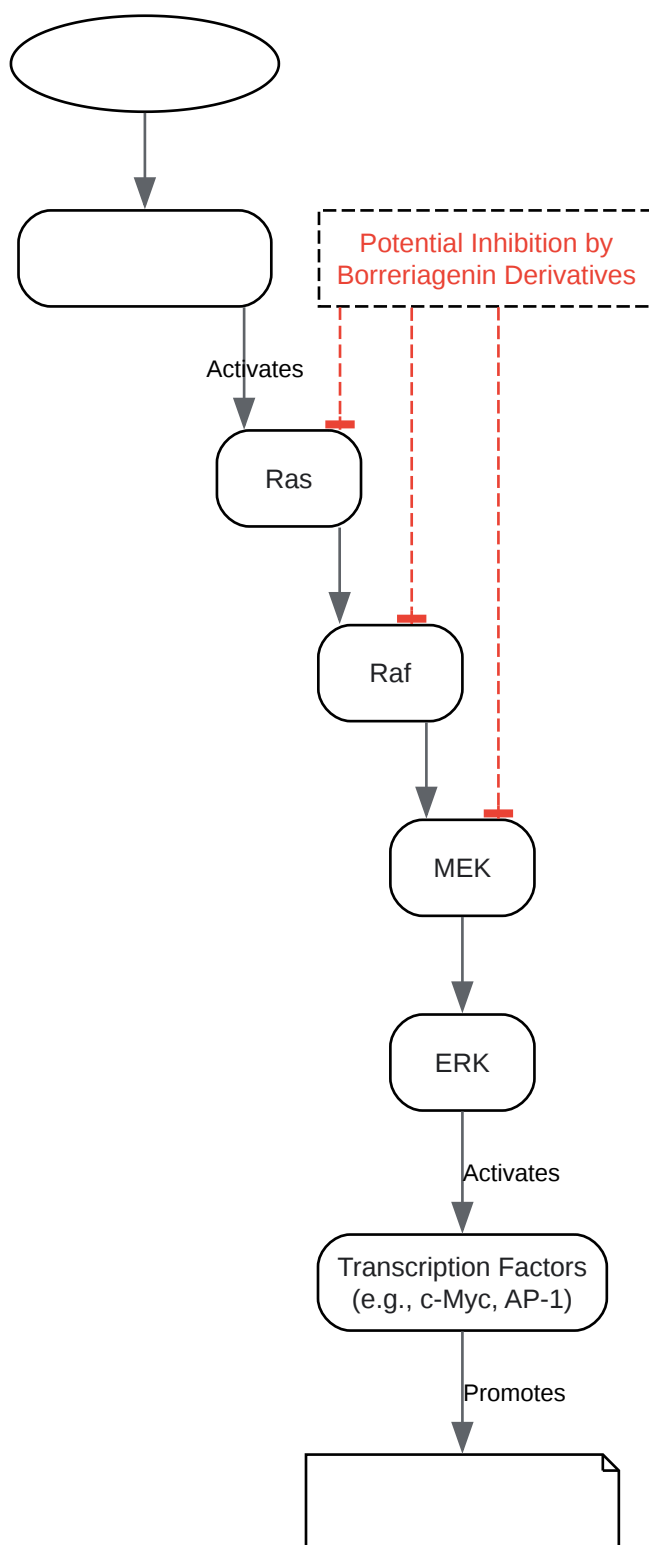 Potential Inhibition by
Borreriagenin Derivatives
Activates
Ras
Raf
MEK
ERK
Activates
Transcription Factors
(e.g., c-Myc, AP-1)
Promotes